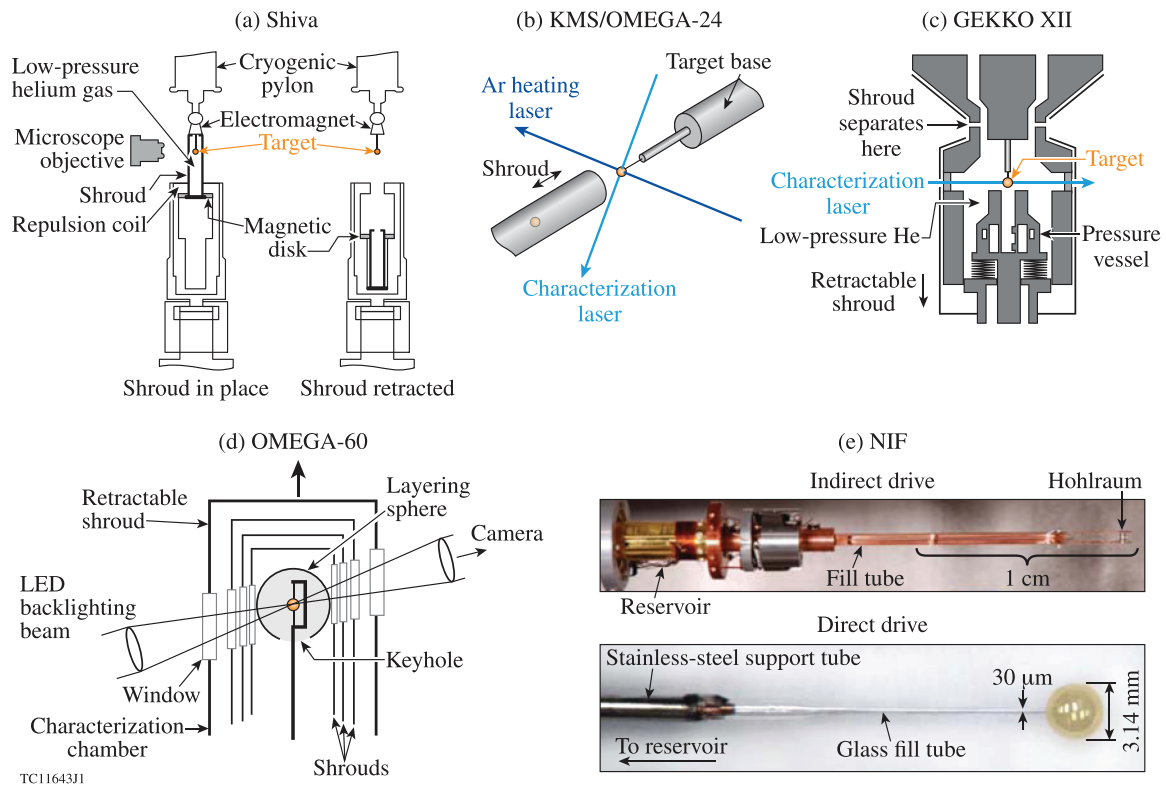 (a) Shiva
Low-pressure
helium gas
Cryogenic
pylon
Electromagnet
Microscope
objective
Target
Shroud
Repulsion coil
Magnetic
disk
Shroud in place
Shroud retracted
(b) KMS/OMEGA-24
Target base
Ar heating
laser
Shroud
Characterization
laser
(c) GEKKO XII
Shroud
separates
here
Target
Characterization
laser
Low-pressure He
Pressure
vessel
Retractable
shroud
(d) OMEGA-60
Retractable
shroud
Layering
sphere
Camera
LED
backlighting
beam
Keyhole
Window
Characterization
chamber
Shrouds
TC11643J1
(e) NIF
Indirect drive
Hohlraum
Fill tube
1 cm
Reservoir
Direct drive
Stainless-steel support tube
30 μm
3.14 mm
Glass fill tube
To reservoir